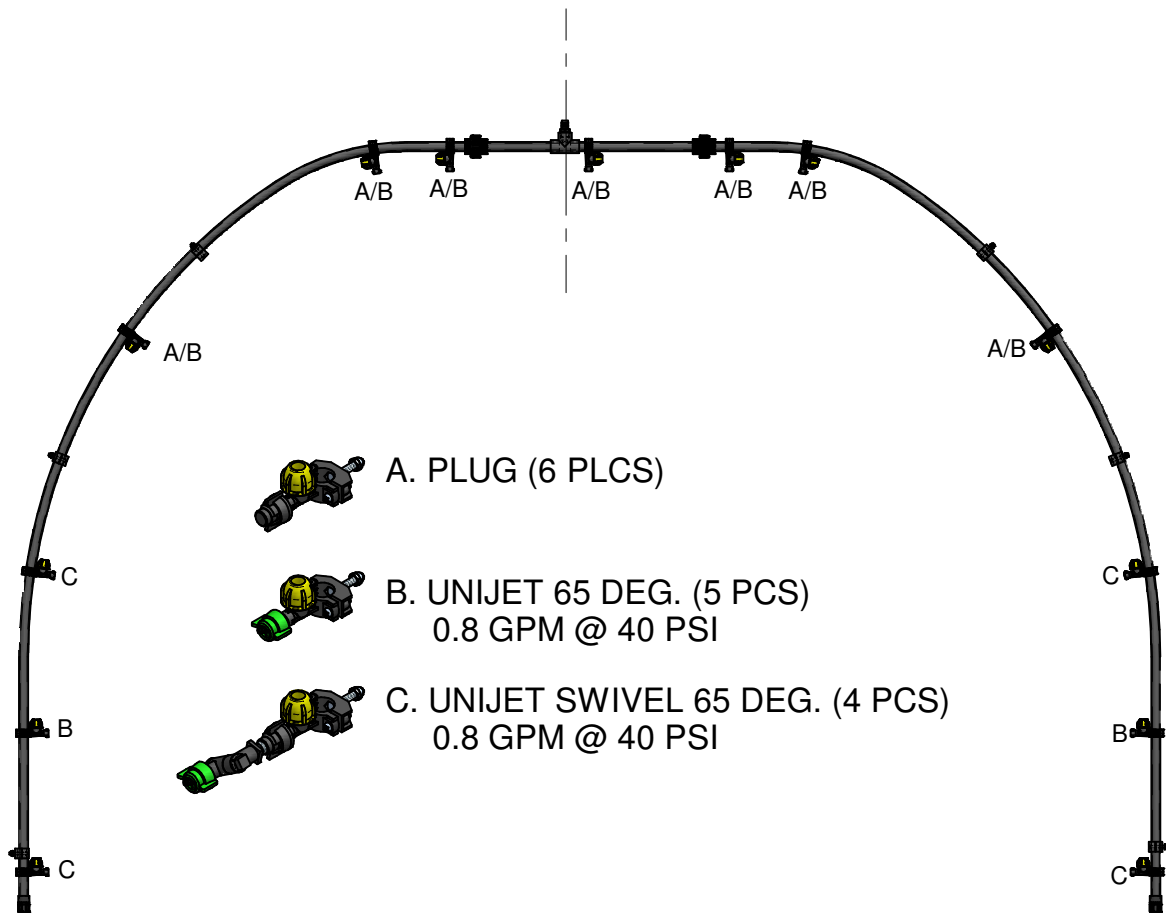 A/B
A/B
A/B
A/B
A/B
A/B
A/B
A. PLUG (6 PLCS)
C
C
B. UNIJET 65 DEG. (5 PCS)
0.8 GPM @ 40 PSI
C. UNIJET SWIVEL 65 DEG. (4 PCS)
0.8 GPM @ 40 PSI
B
B
C
C